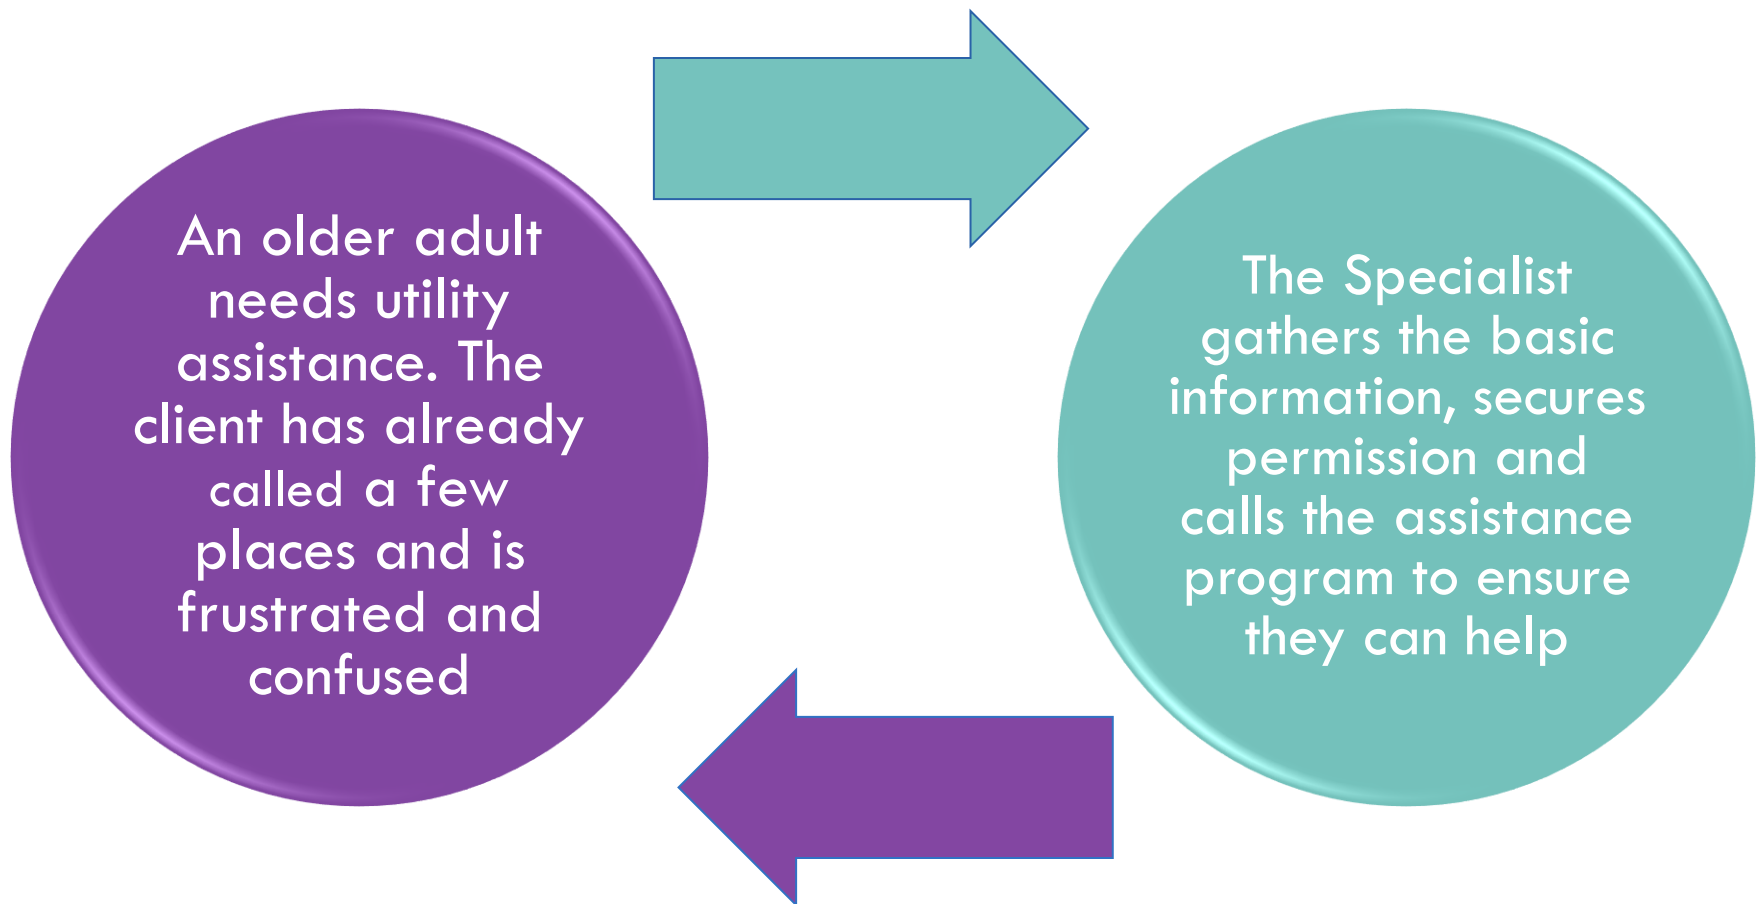 An older adult
needs utility
assistance. The
client has already
called a few
places and is
frustrated and
confused
The Specialist
gathers the basic
information, secures
permission and
calls the assistance
program to ensure
they can help